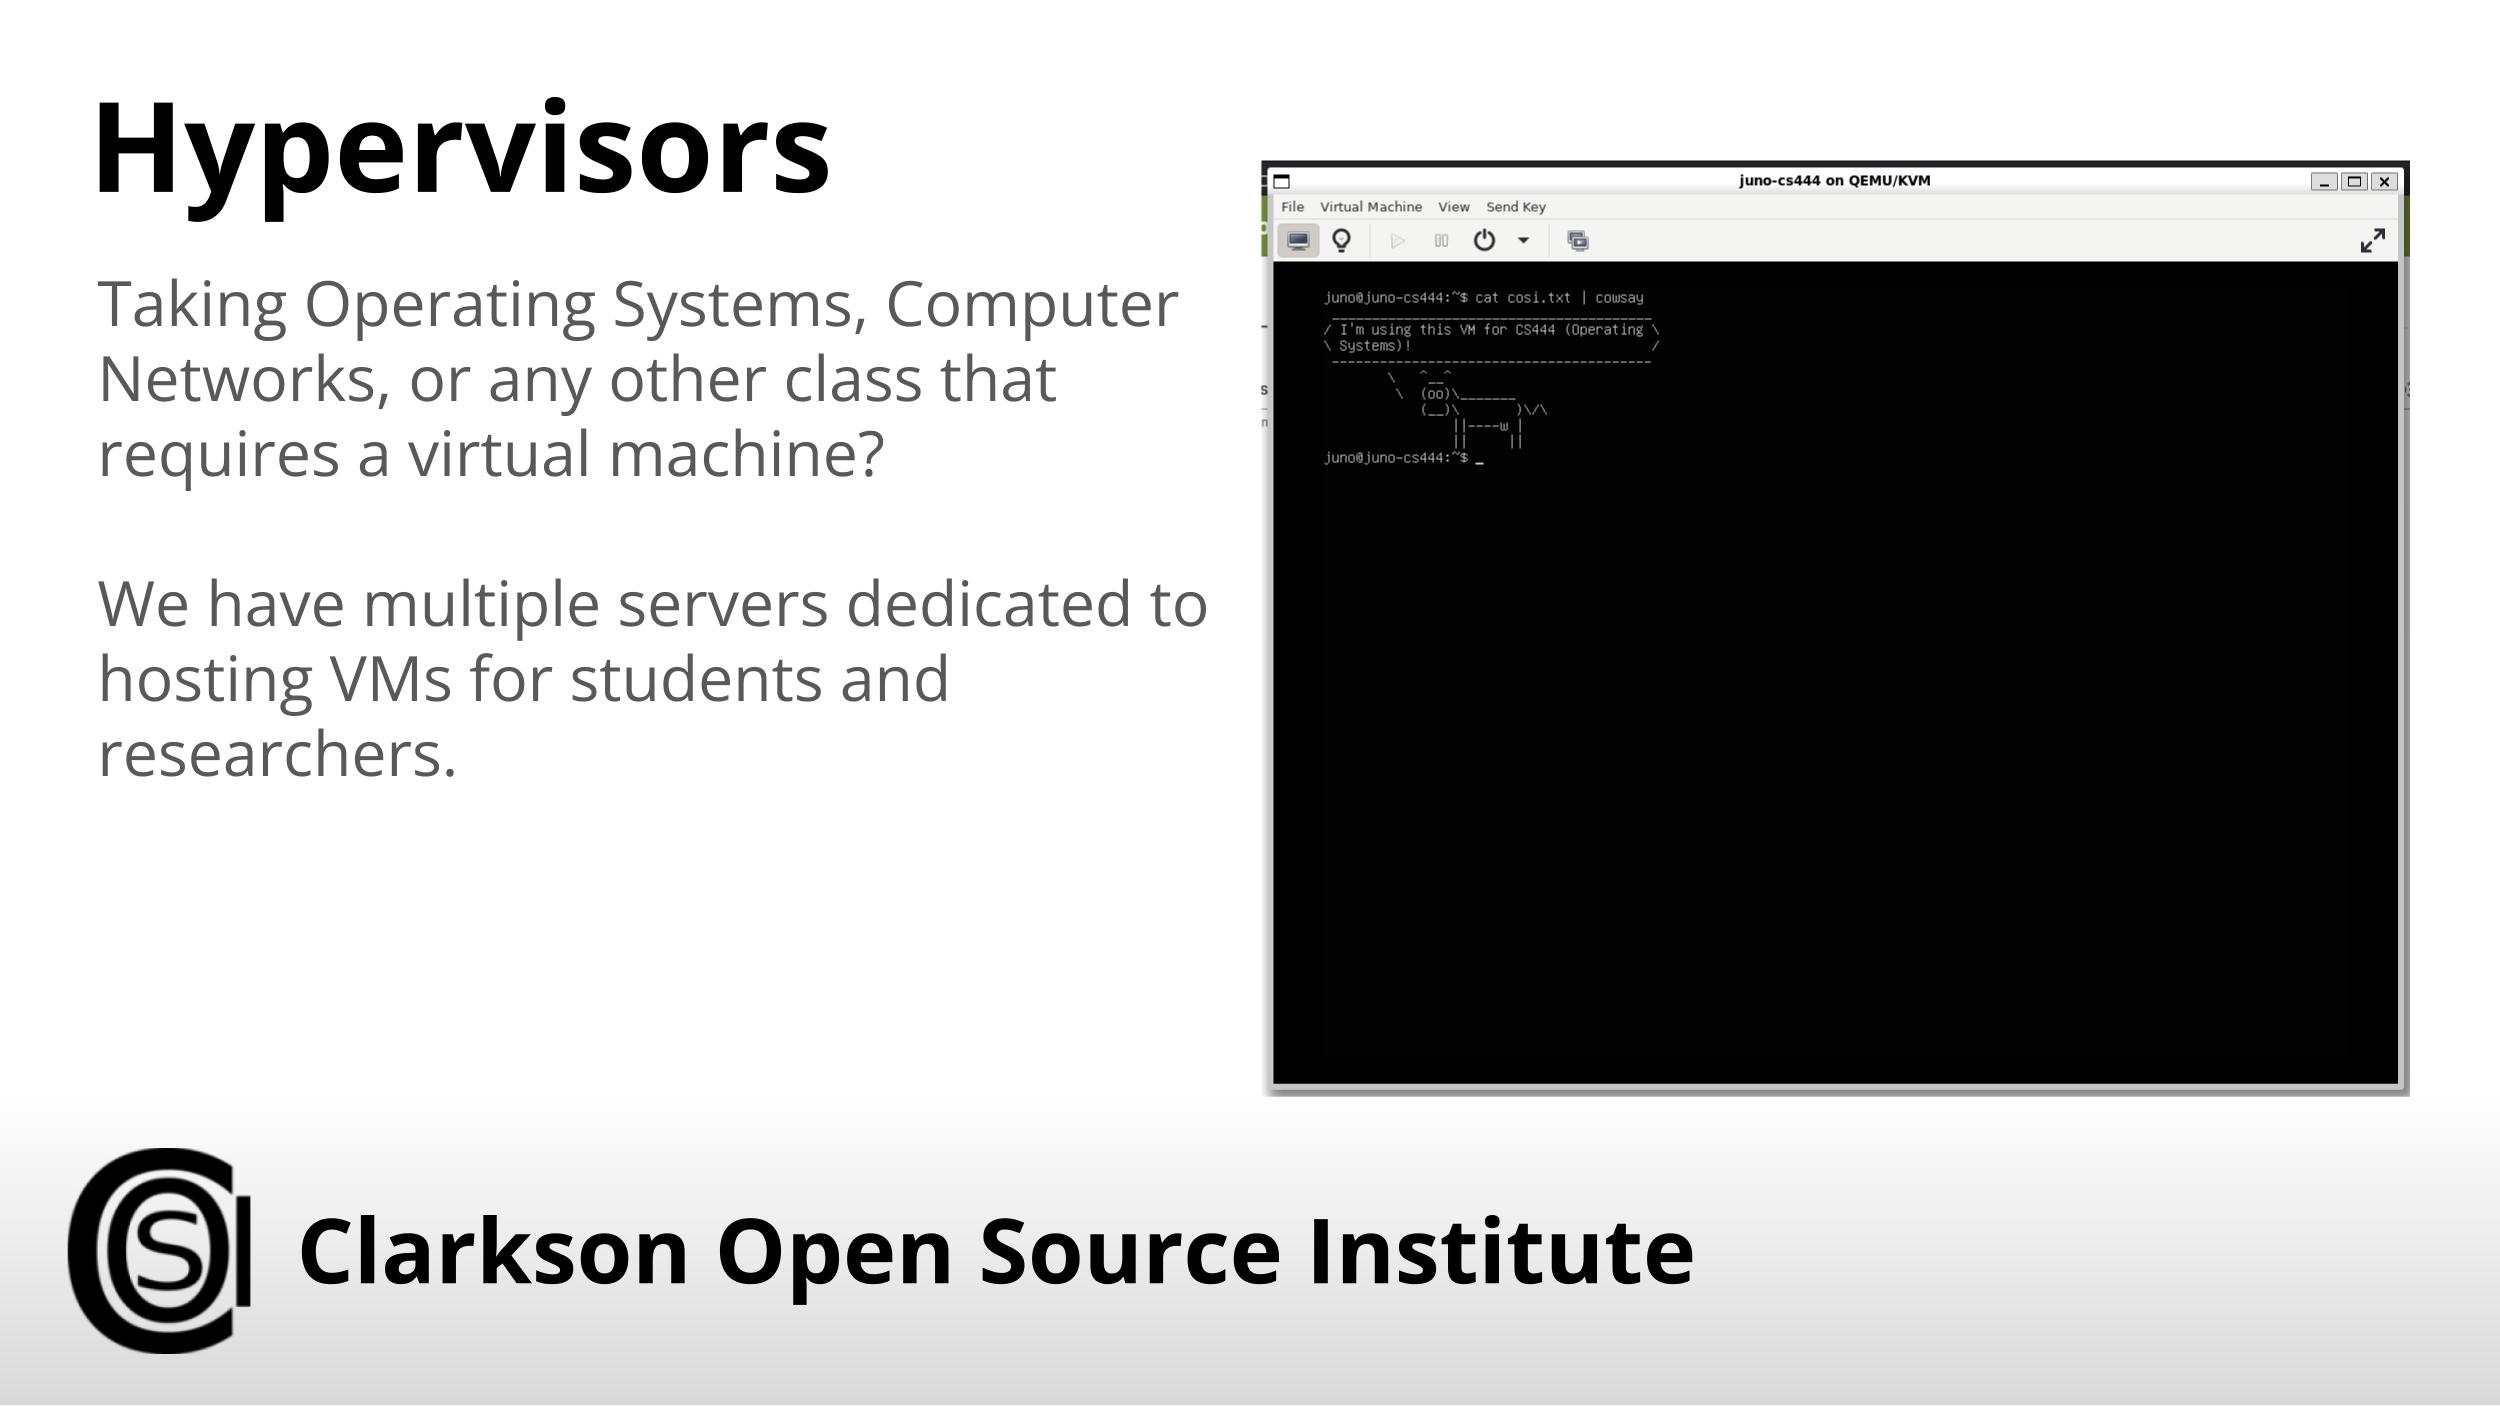 Hypervisors
Taking Operating Systems, Computer
Networks, or any other class that
requires a virtual machine?
We have multiple servers dedicated to
hosting VMs for students and
researchers.
juno-cs444 on QEMU/KVM
File Virtual Machine View Send Key
juno@juno-cs444:~$ cat cosi.txt | cowsay
 _________________________________________
/ I'm using this VM for CS444 (Operating \
\ Systems)!                              /
 -----------------------------------------
        \   ^__^
         \  (oo)\_______
            (__)\       )\/\
                ||----w |
                ||     ||
juno@juno-cs444:~$ _
COSI
Clarkson Open Source Institute